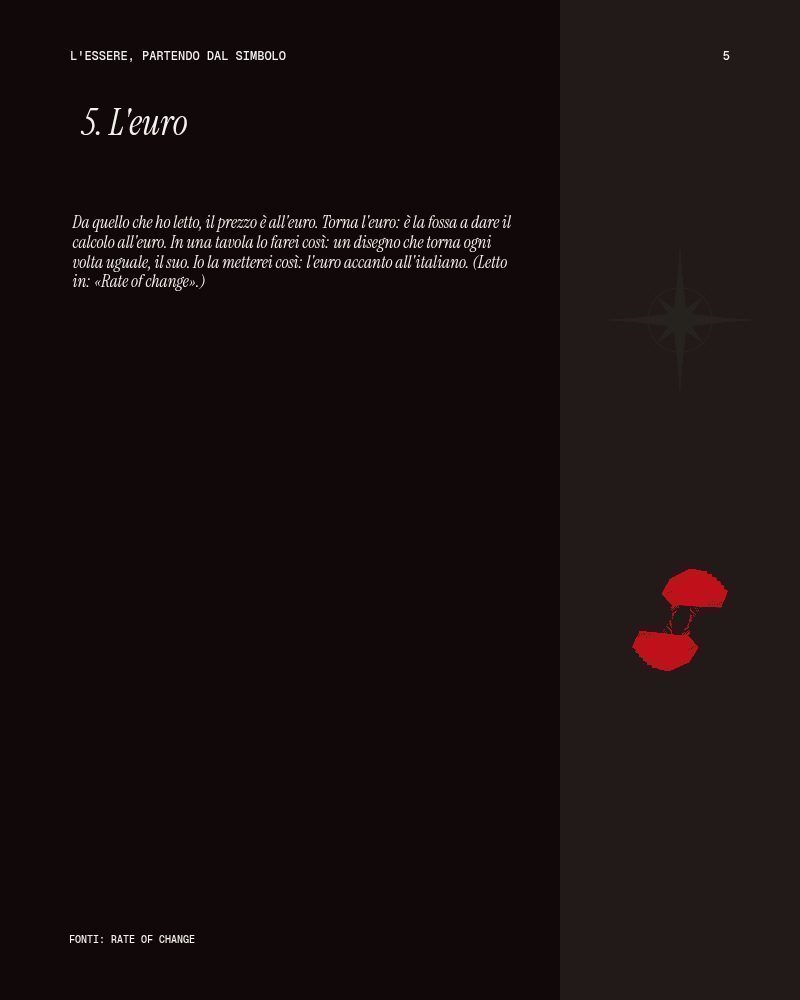 L'ESSERE, PARTENDO DAL SIMBOLO
5
5. L'euro
Da quello che ho letto, il prezzo è all'euro. Torna l'euro: è la fossa a dare il
calcolo all'euro. In una tavola lo farei così: un disegno che torna ogni
volta uguale, il suo. Io la metterei così: l'euro accanto all'italiano. (Letto
in: «Rate of change».)
FONTI: RATE OF CHANGE